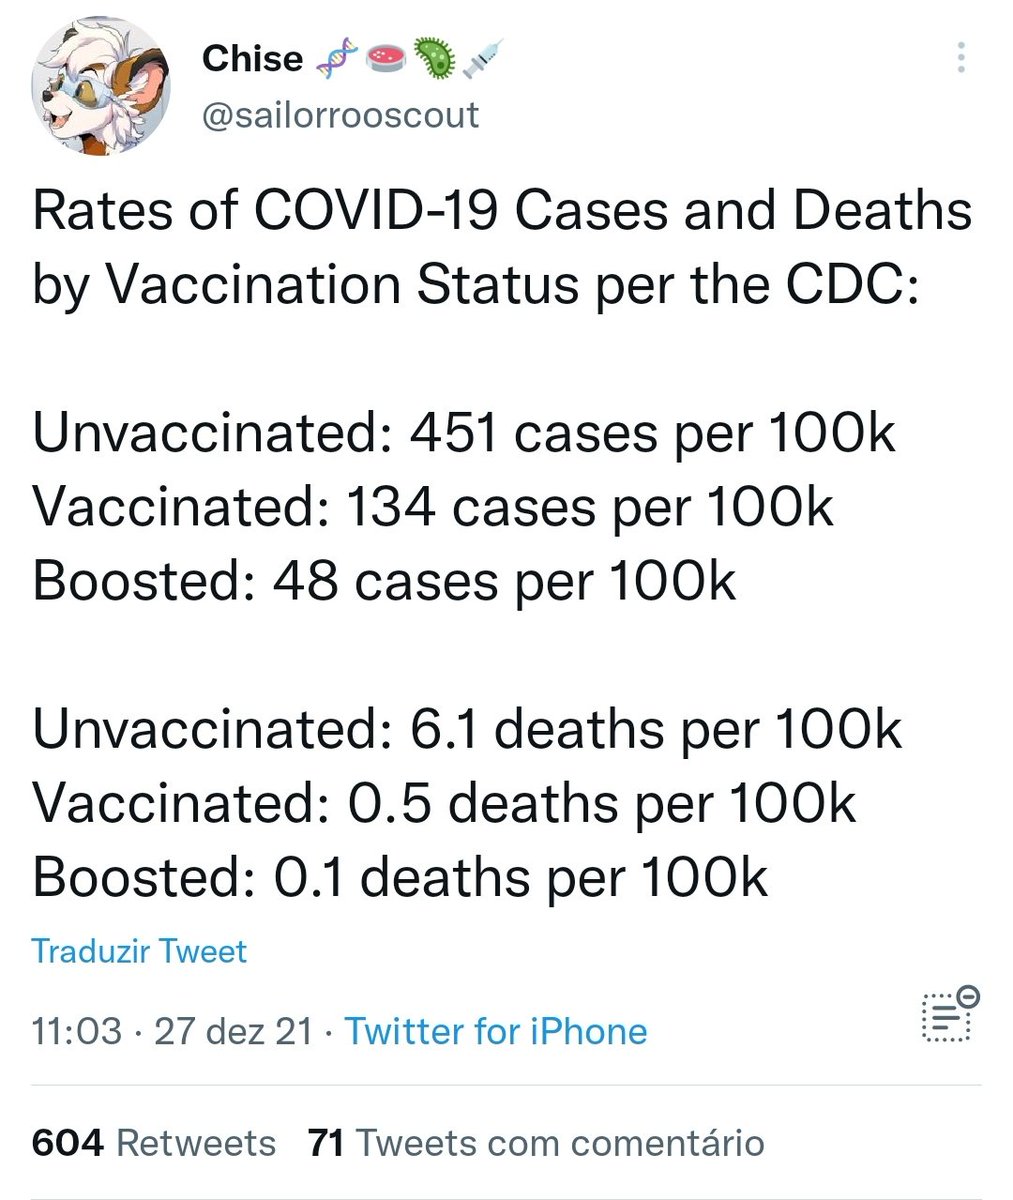 Chise 🧬🧫🦠💉
@sailorrooscout
Rates of COVID-19 Cases and Deaths
by Vaccination Status per the CDC:
Unvaccinated: 451 cases per 100k
Vaccinated: 134 cases per 100k
Boosted: 48 cases per 100k
Unvaccinated: 6.1 deaths per 100k
Vaccinated: 0.5 deaths per 100k
Boosted: 0.1 deaths per 100k
Traduzir Tweet
11:03 · 27 dez 21 · Twitter for iPhone
604 Retweets 71 Tweets com comentário